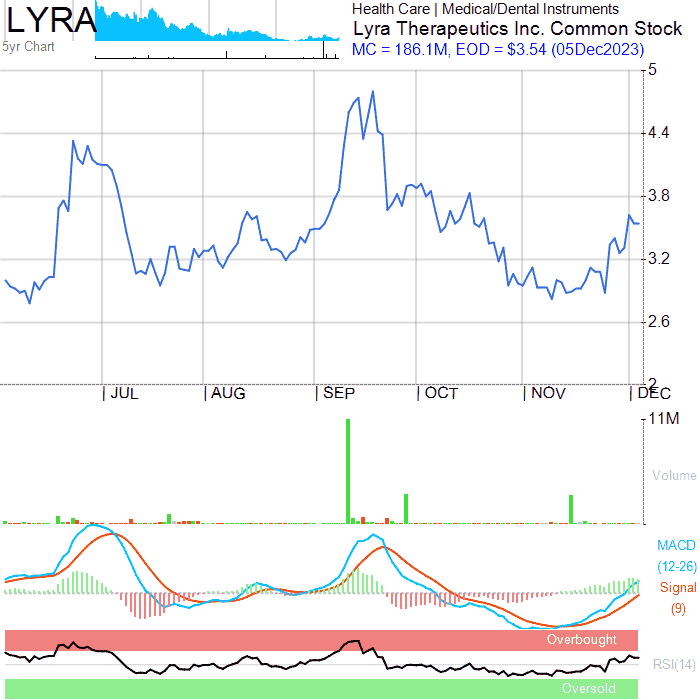 LYRA
5yr Chart
Health Care | Medical/Dental Instruments
Lyra Therapeutics Inc. Common Stock
MC = 186.1M, EOD = $3.54 (05Dec2023)
5
4.4
3.8
3.2
2.6
2
| JUL | AUG | SEP | OCT | NOV | DEC
11M
Volume
MACD
(12-26)
Signal
(9)
Overbought
RSI(14)
Oversold